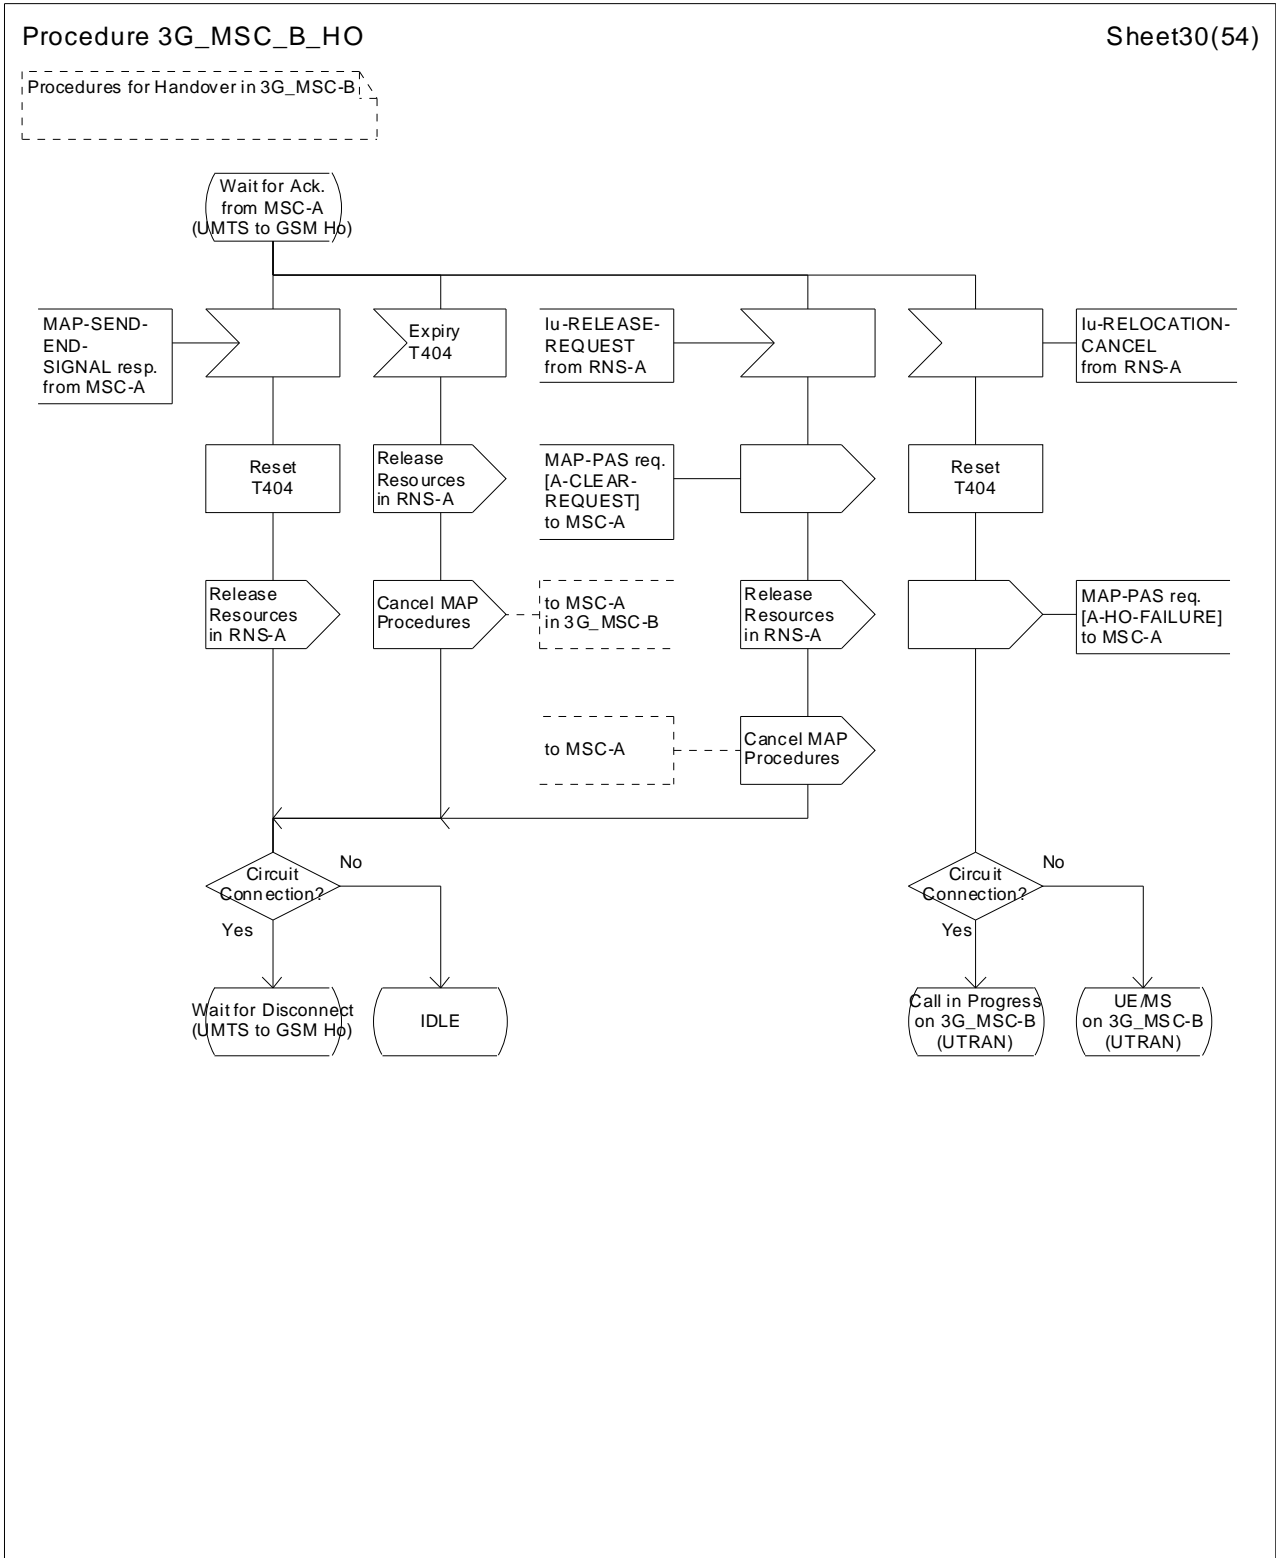 Procedure 3G_MSC_B_HO
Sheet30(54)
Procedures for Handover in 3G_MSC-B
Wait for Ack.
from MSC-A
(UMTS to GSM Ho)
MAP-SEND-
END-
SIGNAL resp.
from MSC-A
Expiry
T404
Iu-RELEASE-
REQUEST
from RNS-A
Iu-RELOCATION-
CANCEL
from RNS-A
Reset
T404
Release
Resources
in RNS-A
MAP-PAS req.
[A-CLEAR-
REQUEST]
to MSC-A
Reset
T404
Release
Resources
in RNS-A
Cancel MAP
Procedures
to MSC-A
in 3G_MSC-B
Release
Resources
in RNS-A
MAP-PAS req.
[A-HO-FAILURE]
to MSC-A
to MSC-A
Cancel MAP
Procedures
Circuit
Connection?
No
Yes
Circuit
Connection?
No
Yes
Wait for Disconnect
(UMTS to GSM Ho)
IDLE
Call in Progress
on 3G_MSC-B
(UTRAN)
UE/MS
on 3G_MSC-B
(UTRAN)